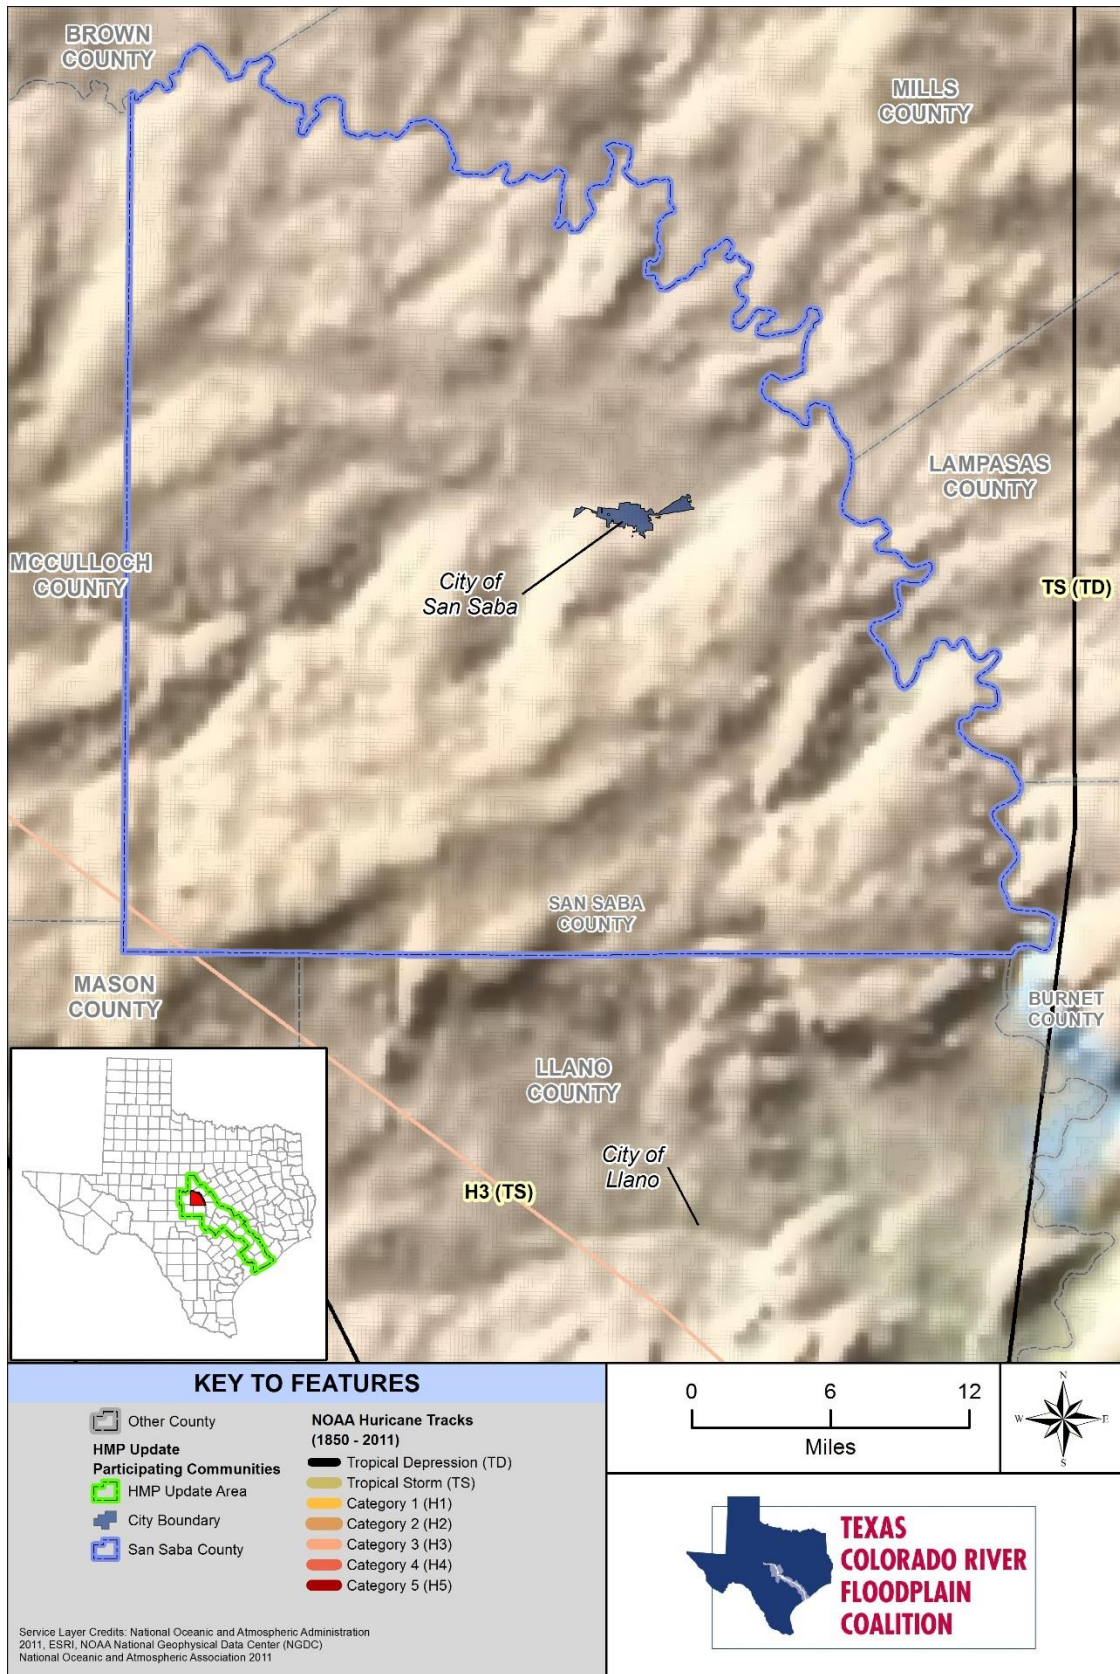 BROWN
COUNTY
MILLS
COUNTY
LAMPASAS
COUNTY
MCCULLOCH
COUNTY
City of
San Saba
TS (TD)
SAN SABA
COUNTY
MASON
COUNTY
BURNET
COUNTY
LLANO
COUNTY
City of
Llano
H3 (TS)
KEY TO FEATURES
Other County
HMP Update
Participating Communities
HMP Update Area
City Boundary
San Saba County
NOAA Huricane Tracks
(1850 - 2011)
Tropical Depression (TD)
Tropical Storm (TS)
Category 1 (H1)
Category 2 (H2)
Category 3 (H3)
Category 4 (H4)
Category 5 (H5)
Service Layer Credits: National Oceanic and Atmospheric Administration
2011, ESRI, NOAA National Geophysical Data Center (NGDC)
National Oceanic and Atmospheric Association 2011
0 6 12
Miles
N
W E
S
TEXAS
COLORADO RIVER
FLOODPLAIN
COALITION